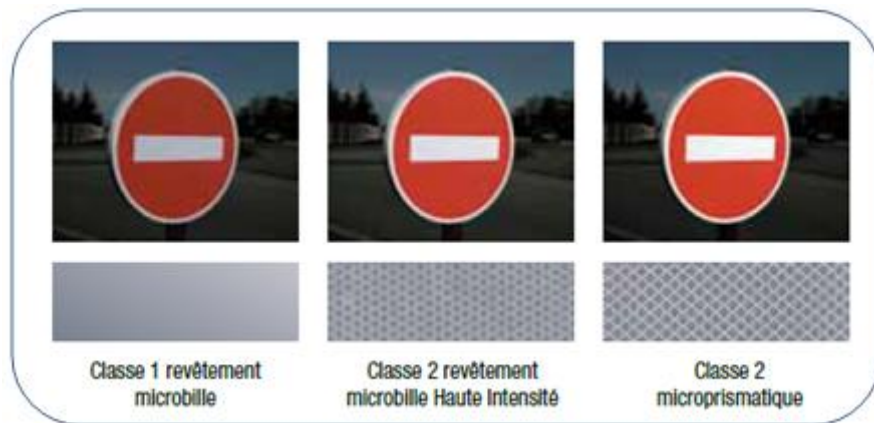 Classe 1 revêtement
microbille
Classe 2 revêtement
microbille Haute Intensité
Classe 2
microprismatique